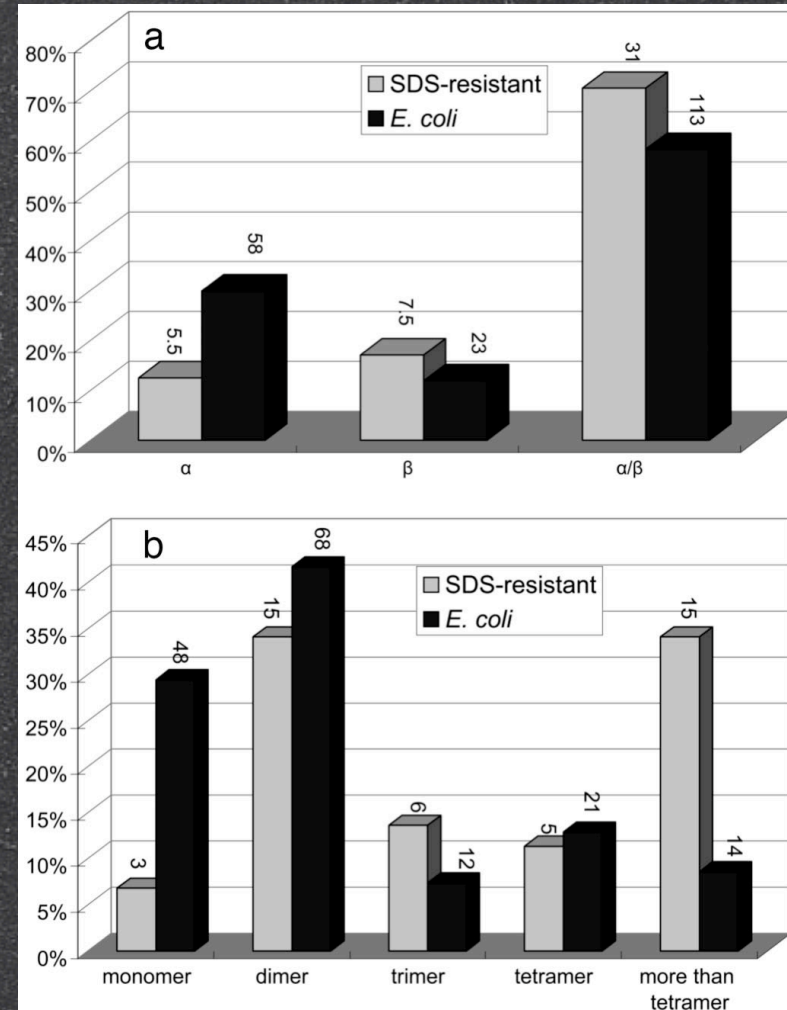 a
80%
70%
60%
50%
40%
30%
20%
10%
0%
SDS-resistant
E. coli
5.5
58
7.5
23
31
113
α
β
α/β
b
45%
40%
35%
30%
25%
20%
15%
10%
5%
0%
SDS-resistant
E. coli
3
48
15
68
6
12
5
21
15
14
monomer
dimer
trimer
tetramer
more than
tetramer